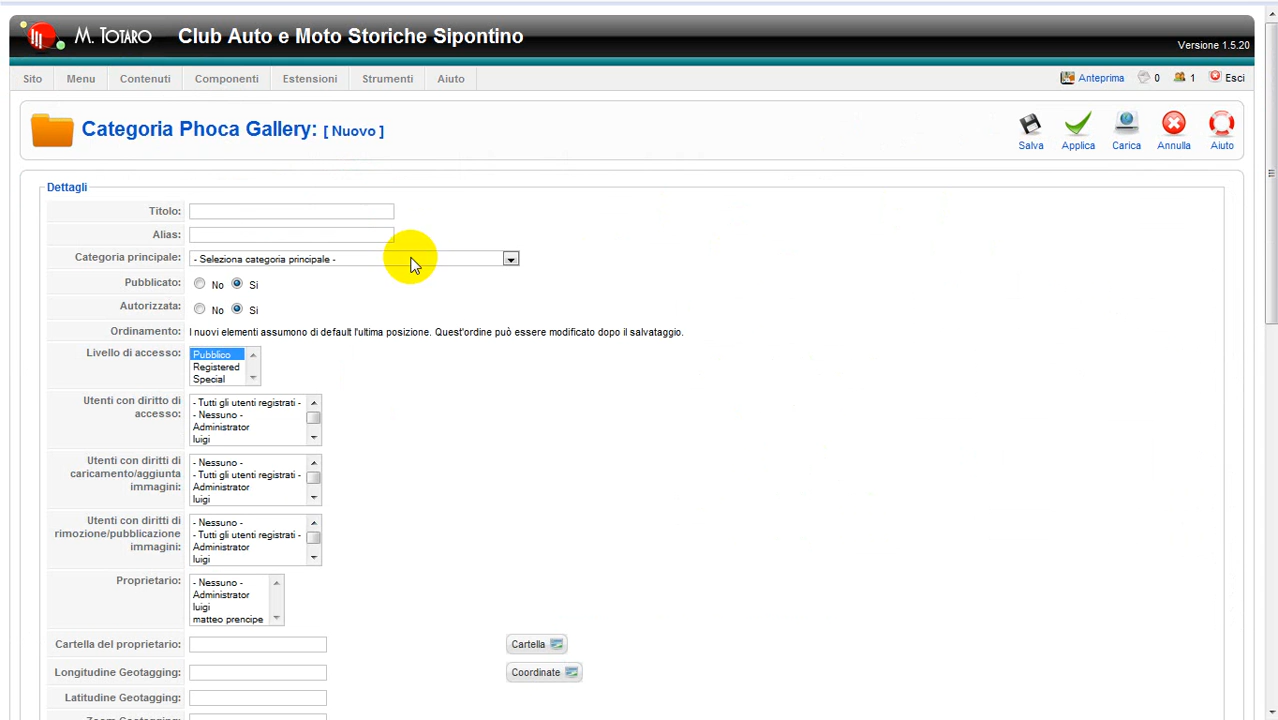 M. TOTARO Club Auto e Moto Storiche Sipontino
Versione 1.5.20
Sito Menu Contenuti Componenti Estensioni Strumenti Aiuto Anteprima 0 1 Esci
Categoria Phoca Gallery: [ Nuovo ]
Salva Applica Carica Annulla Aiuto
Dettagli
Titolo:
Alias:
Categoria principale: - Seleziona categoria principale -
Pubblicato: No Si
Autorizzata: No Si
Ordinamento: I nuovi elementi assumono di default l'ultima posizione. Quest'ordine può essere modificato dopo il salvataggio.
Livello di accesso: Pubblico
Registered
Special
Utenti con diritto di accesso: - Tutti gli utenti registrati -
- Nessuno -
Administrator
luigi
Utenti con diritti di caricamento/aggiunta immagini: - Nessuno -
- Tutti gli utenti registrati -
Administrator
luigi
Utenti con diritti di rimozione/pubblicazione immagini: - Nessuno -
- Tutti gli utenti registrati -
Administrator
luigi
Proprietario: - Nessuno -
Administrator
luigi
matteo prencipe
Cartella del proprietario: Cartella
Longitudine Geotagging: Coordinate
Latitudine Geotagging:
Zoom Geotagging: